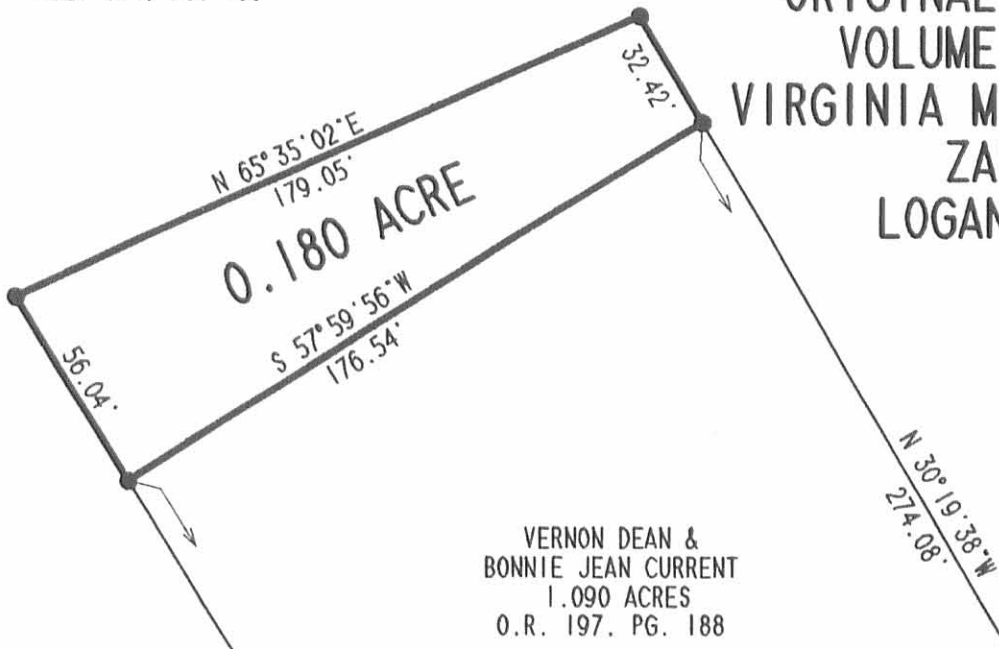 VOLUME
VIRGINIA M
ZA
LOGAN
32.42'
N 65°35'02"E
179.05'
0.180 ACRE
S 57°59'56"W
176.54'
56.04'
N 30°19'38"W
274.08'
VERNON DEAN &
BONNIE JEAN CURRENT
1.090 ACRES
O.R. 197, PG. 188